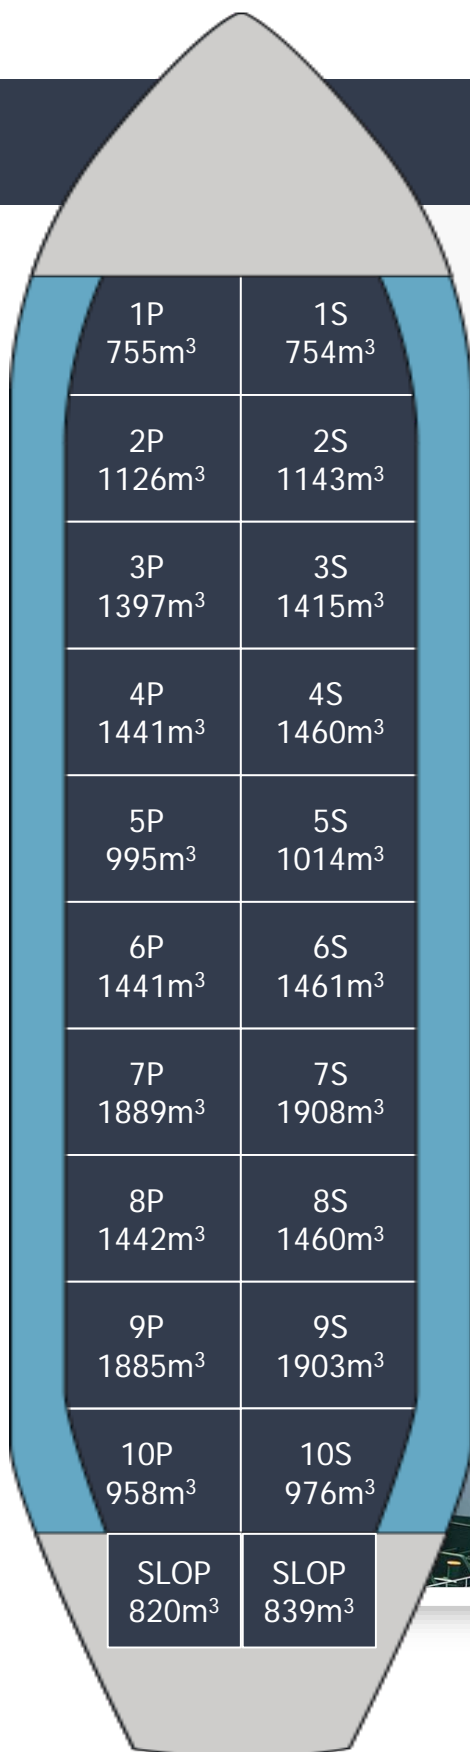 1P
755m³
1S
754m³
2P
1126m³
2S
1143m³
3P
1397m³
3S
1415m³
4P
1441m³
4S
1460m³
5P
995m³
5S
1014m³
6P
1441m³
6S
1461m³
7P
1889m³
7S
1908m³
8P
1442m³
8S
1460m³
9P
1885m³
9S
1903m³
10P
958m³
10S
976m³
SLOP
820m³
SLOP
839m³